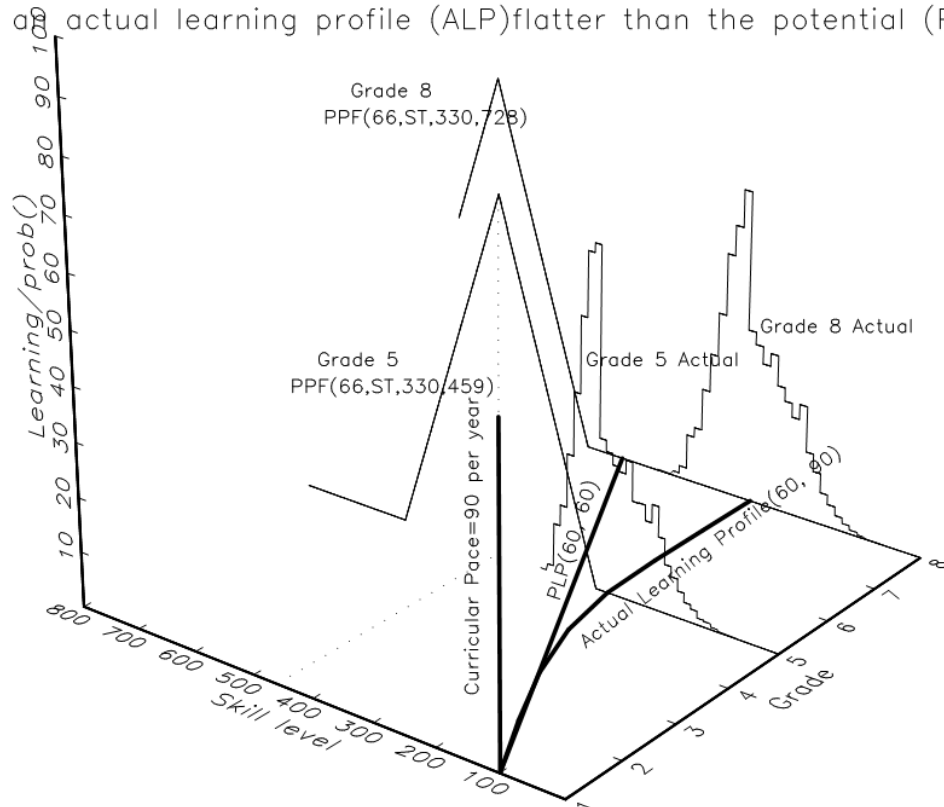 an actual learning profile (ALP)flatter than the potential (P
100
90
80
70
60
50
40
30
20
10
Learning/prob()
Grade 8
PPF(66,ST,330,728)
Grade 5
PPF(66,ST,330,459)
Grade 8 Actual
Grade 5 Actual
Curricular Pace=90 per year
PLP(60, 60)
Actual Learning Profile(60, 90)
800
700
600
500
400
300
200
100
Skill level
1
2
3
4
5
6
7
8
Grade